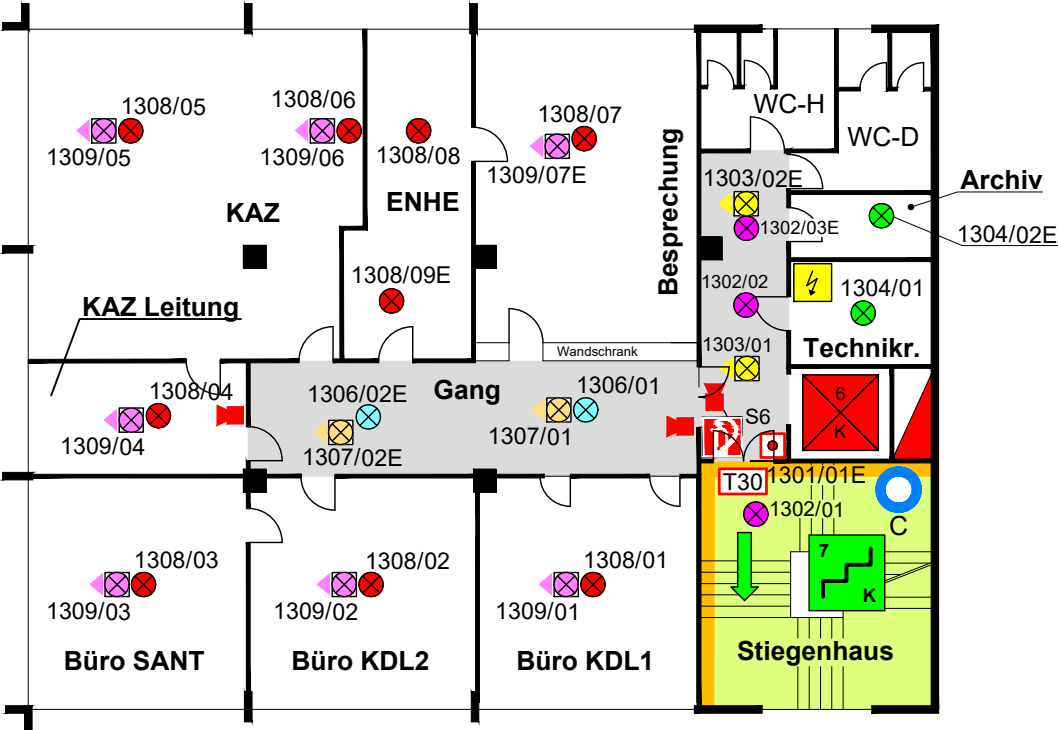 WC-H
1308/05
1308/06
1308/07
WC-D
1309/05
1309/06
1308/08
1309/07E
Besprechung
1303/02E
Archiv
KAZ
ENHE
1302/03E
1304/02E
1308/09E
1302/02
1304/01
KAZ Leitung
Wandschrank
1303/01
Technikr.
Gang
1308/04
1306/02E
1306/01
6
K
S6
1309/04
1307/02E
1307/01
T30
1301/01E
1302/01
C
1308/03
1308/02
1308/01
7
K
1309/03
1309/02
1309/01
Büro SANT
Büro KDL2
Büro KDL1
Stiegenhaus